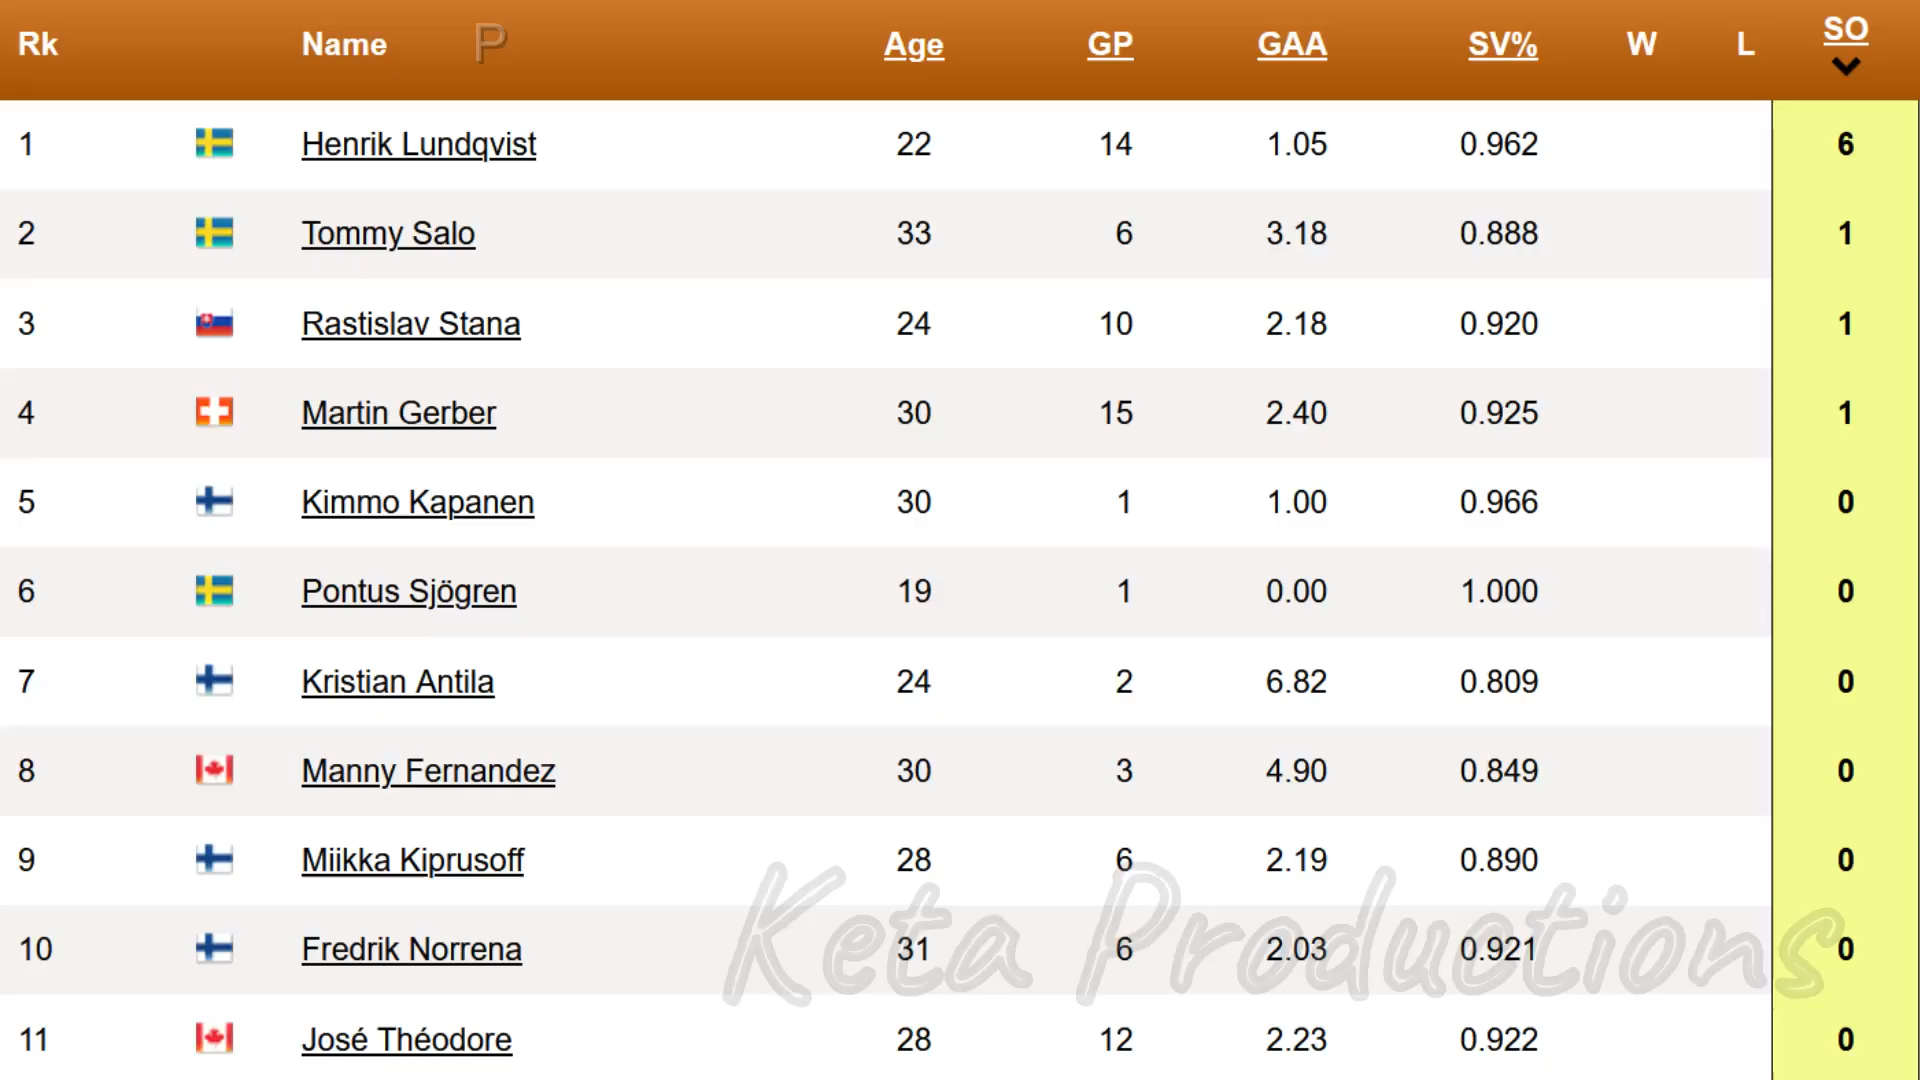 Rk Name P Age GP GAA SV% W L SO
1 Henrik Lundqvist 22 14 1.05 0.962 6
2 Tommy Salo 33 6 3.18 0.888 1
3 Rastislav Stana 24 10 2.18 0.920 1
4 Martin Gerber 30 15 2.40 0.925 1
5 Kimmo Kapanen 30 1 1.00 0.966 0
6 Pontus Sjögren 19 1 0.00 1.000 0
7 Kristian Antila 24 2 6.82 0.809 0
8 Manny Fernandez 30 3 4.90 0.849 0
9 Miikka Kiprusoff 28 6 2.19 0.890 0
10 Fredrik Norrena 31 6 2.03 0.921 0
Keta Productions
11 José Théodore 28 12 2.23 0.922 0